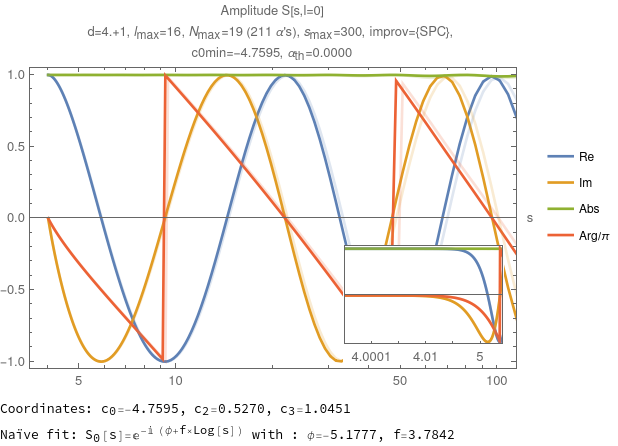 Amplitude S[s,l=0]
d=4.+1, lmax=16, Nmax=19 (211 α's), smax=300, improv={SPC},
c0min=-4.7595, αth=0.0000
1.0
0.5
0.0
-0.5
-1.0
5
10
50
100
s
4.0001
4.01
5
Re
Im
Abs
Arg/π
Coordinates: c0=-4.7595, c2=0.5270, c3=1.0451
Naïve fit: S0[s]=e^-i (ϕ+f×Log[s]) with : ϕ=-5.1777, f=3.7842